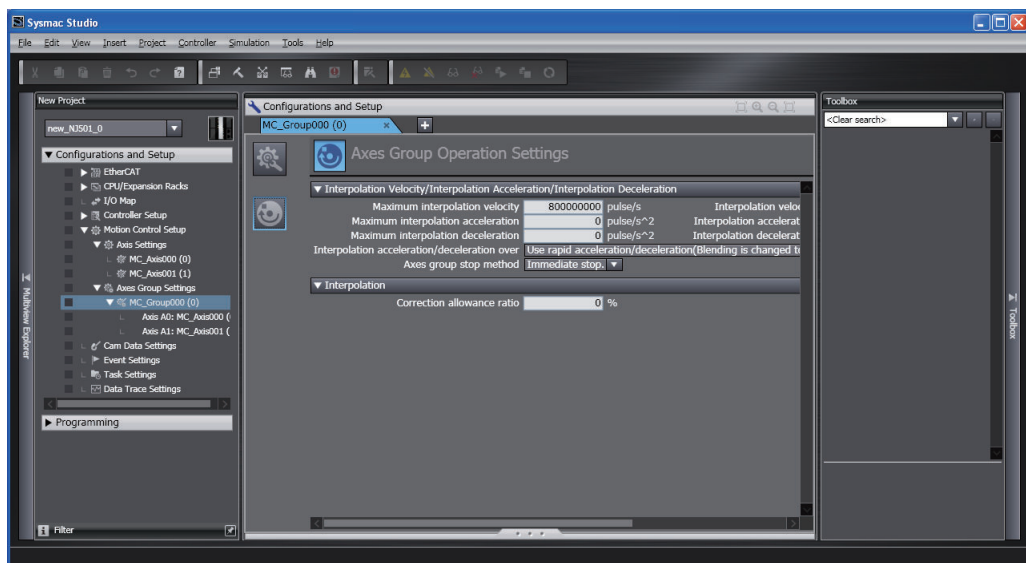 Sysmac Studio
File Edit View Insert Project Controller Simulation Tools Help
New Project
new_NJ501_0
Configurations and Setup
EtherCAT
CPU/Expansion Racks
I/O Map
Controller Setup
Motion Control Setup
Axis Settings
MC_Axis000 (0)
MC_Axis001 (1)
Axes Group Settings
MC_Group000 (0)
Axis A0: MC_Axis000 (
Axis A1: MC_Axis001 (
Cam Data Settings
Event Settings
Task Settings
Data Trace Settings
Programming
Filter
Multiview Explorer
Configurations and Setup
MC_Group000 (0)
Axes Group Operation Settings
Interpolation Velocity/Interpolation Acceleration/Interpolation Deceleration
Maximum interpolation velocity 800000000 pulse/s Interpolation veloc
Maximum interpolation acceleration 0 pulse/s^2 Interpolation accelerat
Maximum interpolation deceleration 0 pulse/s^2 Interpolation decelerat
Interpolation acceleration/deceleration over Use rapid acceleration/deceleration(Blending is changed to
Axes group stop method Immediate stop.
Interpolation
Correction allowance ratio 0 %
Toolbox
<Clear search>
Toolbox